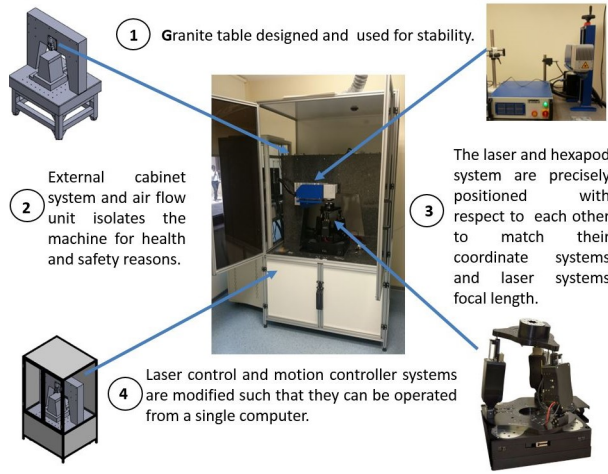 1 Granite table designed and used for stability.
2 External cabinet
system and air flow
unit isolates the
machine for health
and safety reasons.
The laser and hexapod
system are precisely
positioned with
3 respect to each other
to match their
coordinate systems
and laser systems
focal length.
4 Laser control and motion controller systems
are modified such that they can be operated
from a single computer.